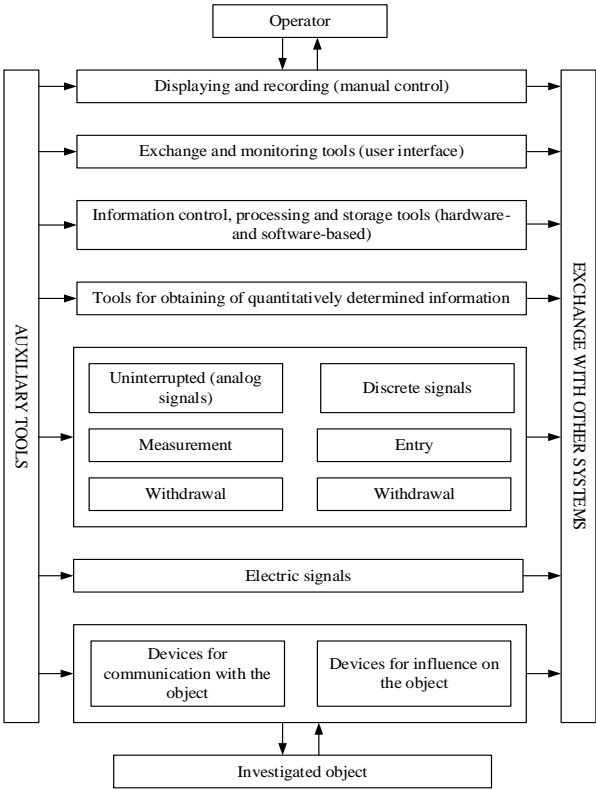 Operator
Displaying and recording (manual control)
Exchange and monitoring tools (user interface)
Information control, processing and storage tools (hardware-
and software-based)
Tools for obtaining of quantitatively determined information
AUXILIARY TOOLS
EXCHANGE WITH OTHER SYSTEMS
Uninterrupted (analog
signals)
Discrete signals
Measurement
Entry
Withdrawal
Withdrawal
Electric signals
Devices for
communication with the
object
Devices for influence on
the object
Investigated object